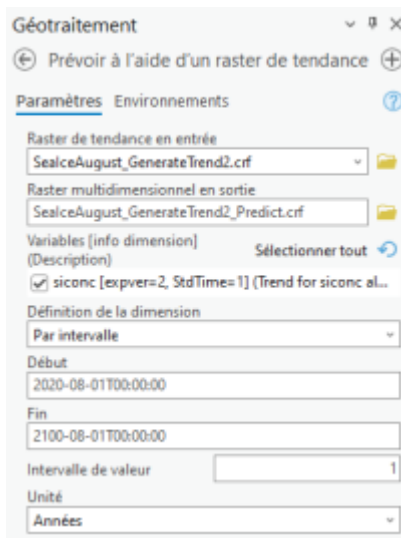 Géotraitement
Prévoir à l'aide d'un raster de tendance
Paramètres Environnements
Raster de tendance en entrée
SeaIceAugust_GenerateTrend2.crf
Raster multidimensionnel en sortie
SeaIceAugust_GenerateTrend2_Predict.crf
Variables [info dimension]
(Description)
Sélectionner tout
siconc [expver=2, StdTime=1] (Trend for siconc al...
Définition de la dimension
Par intervalle
Début
2020-08-01T00:00:00
Fin
2100-08-01T00:00:00
Intervalle de valeur 1
Unité
Années